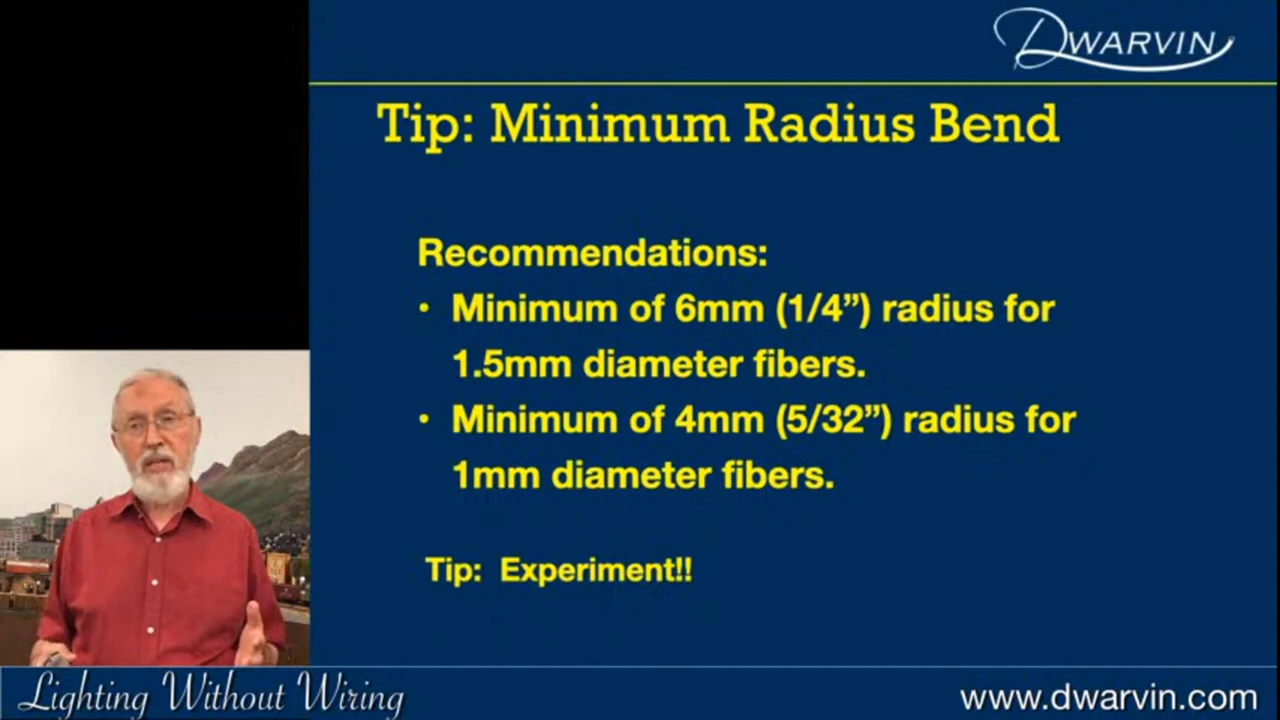 DWARVIN
Tip: Minimum Radius Bend
Recommendations:
• Minimum of 6mm (1/4”) radius for
1.5mm diameter fibers.
• Minimum of 4mm (5/32”) radius for
1mm diameter fibers.
Tip: Experiment!!
Lighting Without Wiring
www.dwarvin.com